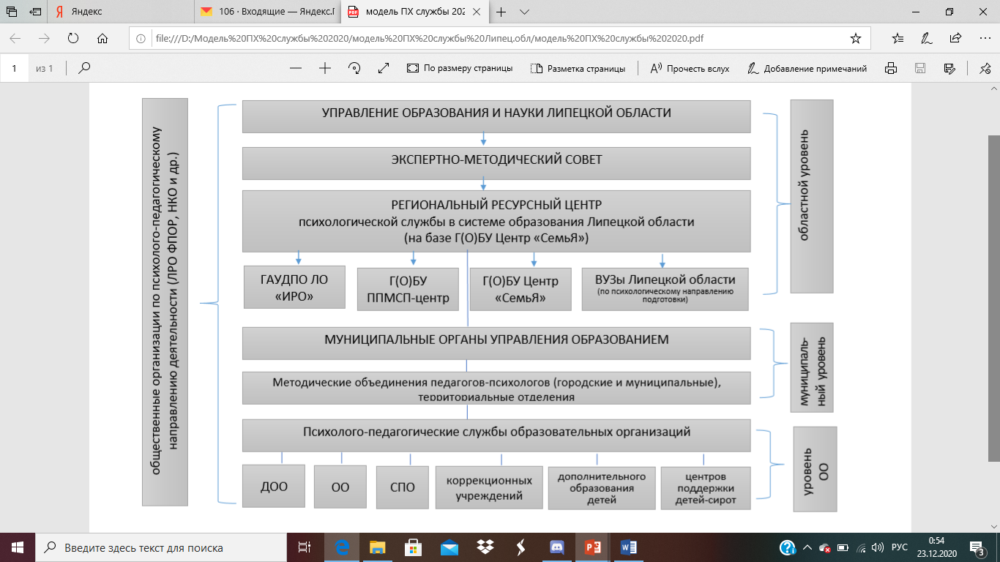 Яндекс
106 · Входящие — Яндекс.П
модель ПХ службы 202
file:///D:/Модель%20ПХ%20службы%202020/модель%20ПХ%20службы%20Липец.обл/модель%20ПХ%20службы%202020.pdf
1 из 1
По размеру страницы
Разметка страницы
Прочесть вслух
Добавление примечаний
общественные организации по психолого-педагогическому
направлению деятельности (ЛРО ФПОР, НКО и др.)
УПРАВЛЕНИЕ ОБРАЗОВАНИЯ И НАУКИ ЛИПЕЦКОЙ ОБЛАСТИ
ЭКСПЕРТНО-МЕТОДИЧЕСКИЙ СОВЕТ
РЕГИОНАЛЬНЫЙ РЕСУРСНЫЙ ЦЕНТР
психологической службы в системе образования Липецкой области
(на базе Г(О)БУ Центр «СемьЯ»)
ГАУДПО ЛО
«ИРО»
Г(О)БУ
ППМСП-центр
Г(О)БУ Центр
«СемьЯ»
ВУЗы Липецкой области
(по психологическому направлению
подготовки)
областной уровень
МУНИЦИПАЛЬНЫЕ ОРГАНЫ УПРАВЛЕНИЯ ОБРАЗОВАНИЕМ
Методические объединения педагогов-психологов (городские и муниципальные),
территориальные отделения
муниципаль-
ный уровень
Психолого-педагогические службы образовательных организаций
ДОО
ОО
СПО
коррекционных
учреждений
дополнительного
образования
детей
центров
поддержки
детей-сирот
уровень
ОО
Введите здесь текст для поиска
РУС
0:54
23.12.2020
3